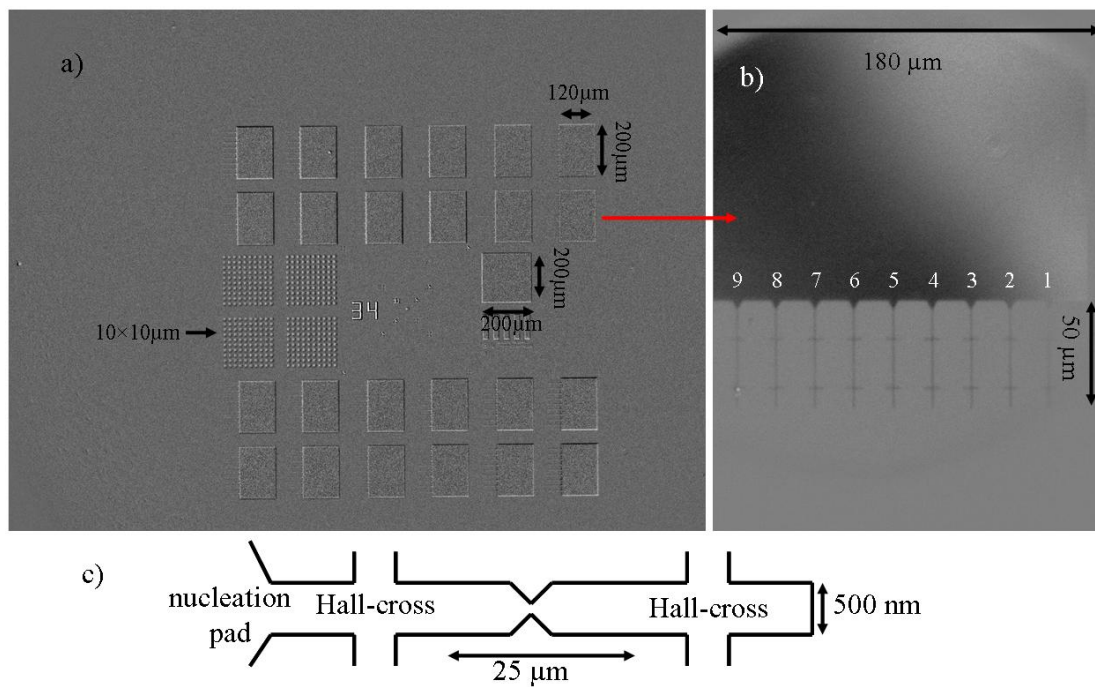 a)
120µm
200µm
200µm
34
200µm
10×10µm
b)
180 µm
9 8 7 6 5 4 3 2 1
50 µm
c)
nucleation
pad
Hall-cross
Hall-cross
500 nm
25 µm